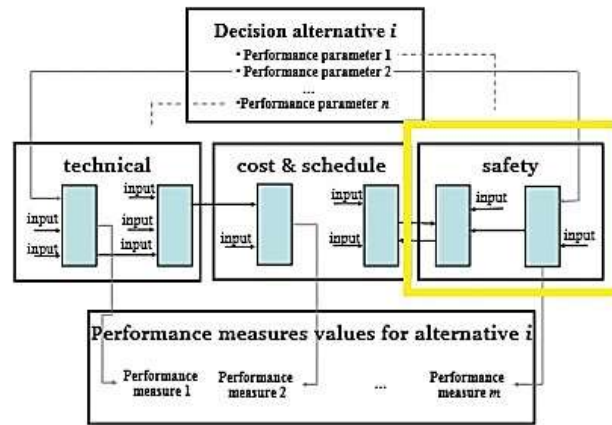 Decision alternative i
• Performance parameter 1
• Performance parameter 2
...
•Performance parameter n
technical
cost & schedule
safety
input
input
input
input
input
input
input
input
input
input
input
Performance measures values for alternative i
Performance
measure 1
Performance
measure 2
...
Performance
measure m